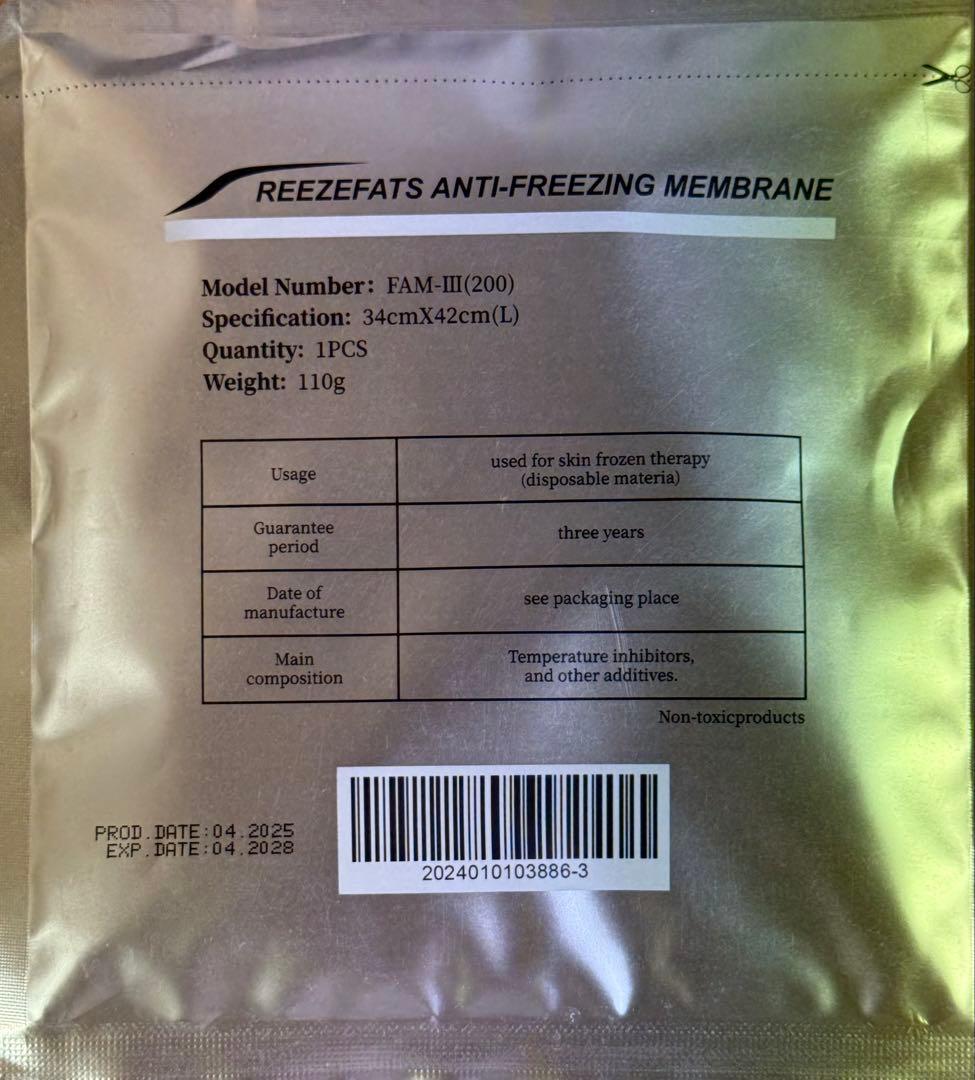 REEZEFATS ANTI-FREEZING MEMBRANE
Model Number: FAM-III(200)
Specification: 34cmX42cm(L)
Quantity: 1PCS
Weight: 110g
Usage
used for skin frozen therapy
(disposable materia)
Guarantee
period
three years
Date of
manufacture
see packaging place
Main
composition
Temperature inhibitors,
and other additives.
Non-toxicproducts
PROD.DATE:04.2025
EXP.DATE:04.2028
2024010103886-3